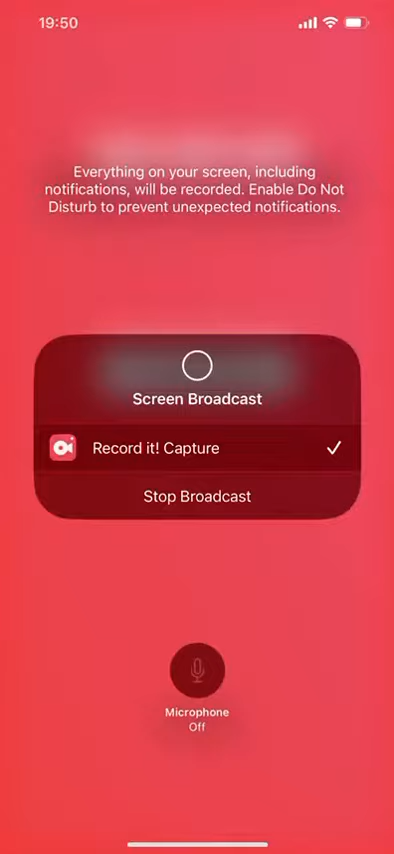 19:50
Everything on your screen, including
notifications, will be recorded. Enable Do Not
Disturb to prevent unexpected notifications.
Screen Broadcast
Record it! Capture
Stop Broadcast
Microphone
Off